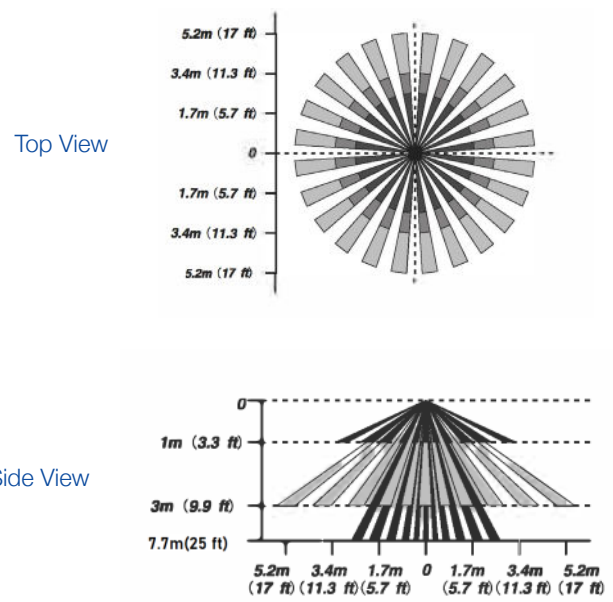 5.2m (17 ft)
3.4m (11.3 ft)
1.7m (5.7 ft)
Top View
0
1.7m (5.7 ft)
3.4m (11.3 ft)
5.2m (17 ft)
0
1m (3.3 ft)
Side View
3m (9.9 ft)
7.7m(25 ft)
5.2m 3.4m 1.7m 0 1.7m 3.4m 5.2m
(17 ft) (11.3 ft) (5.7 ft) (5.7 ft) (11.3 ft) (17 ft)